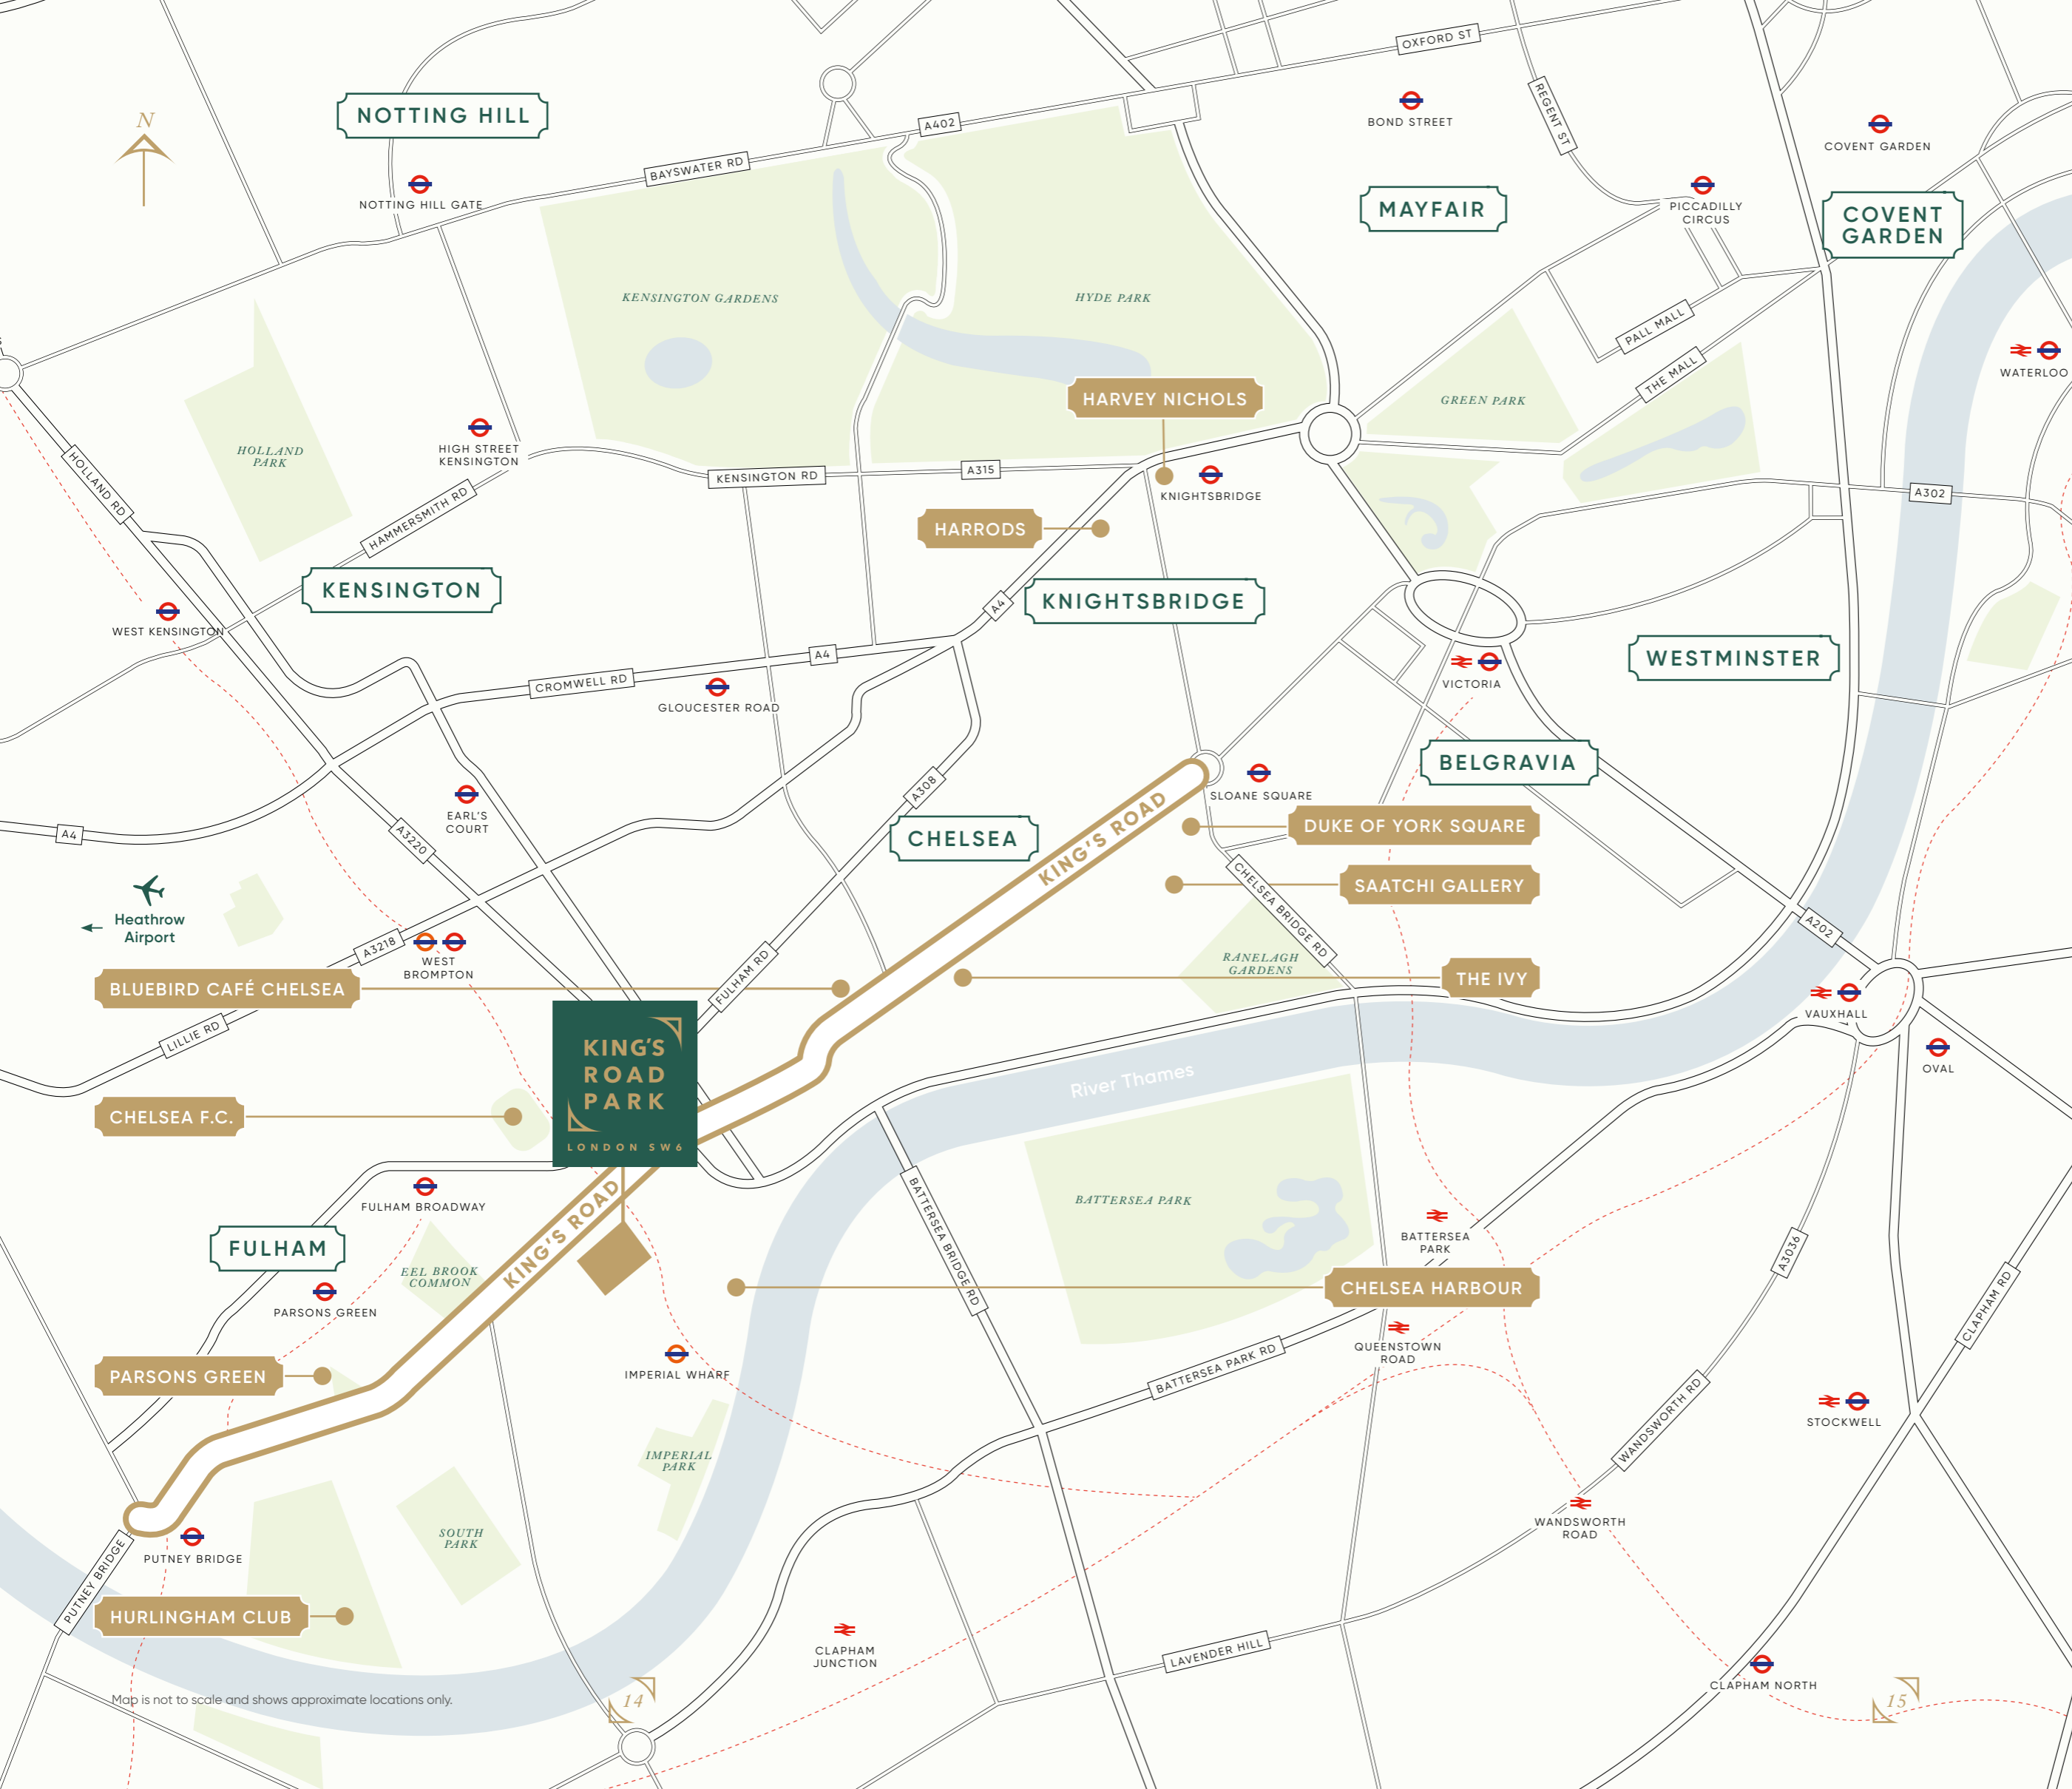 OXFORD ST
N
NOTTING HILL
A402
BOND STREET
REGENT ST
COVENT GARDEN
BAYSWATER RD
NOTTING HILL GATE
MAYFAIR
PICCADILLY
CIRCUS
COVENT
GARDEN
KENSINGTON GARDENS
HYDE PARK
PALL MALL
THE MALL
WATERLOO
HARVEY NICHOLS
GREEN PARK
HOLLAND
PARK
HIGH STREET
KENSINGTON
HOLLAND RD
KENSINGTON RD
A315
KNIGHTSBRIDGE
A302
HAMMERSMITH RD
HARRODS
KENSINGTON
A4
KNIGHTSBRIDGE
WEST KENSINGTON
A4
WESTMINSTER
CROMWELL RD
VICTORIA
GLOUCESTER ROAD
BELGRAVIA
A308
SLOANE SQUARE
EARL'S
COURT
A4
A3220
CHELSEA
KING'S ROAD
DUKE OF YORK SQUARE
SAATCHI GALLERY
CHELSEA BRIDGE RD
Heathrow
Airport
A3218
WEST
BROMPTON
A202
RANELAGH
GARDENS
THE IVY
BLUEBIRD CAFÉ CHELSEA
FULHAM RD
VAUXHALL
LILLIE RD
KING'S
ROAD
PARK
LONDON SW6
River Thames
OVAL
CHELSEA F.C.
FULHAM BROADWAY
BATTERSEA PARK
BATTERSEA
PARK
FULHAM
KING'S ROAD
BATTERSEA BRIDGE RD
A3036
EEL BROOK
COMMON
CHELSEA HARBOUR
PARSONS GREEN
CLAPHAM RD
QUEENSTOWN
ROAD
IMPERIAL WHARF
PARSONS GREEN
BATTERSEA PARK RD
WANDSWORTH RD
STOCKWELL
IMPERIAL
PARK
WANDSWORTH
ROAD
SOUTH
PARK
PUTNEY BRIDGE
PUTNEY BRIDGE
HURLINGHAM CLUB
CLAPHAM
JUNCTION
LAVENDER HILL
CLAPHAM NORTH
Map is not to scale and shows approximate locations only.
14
15